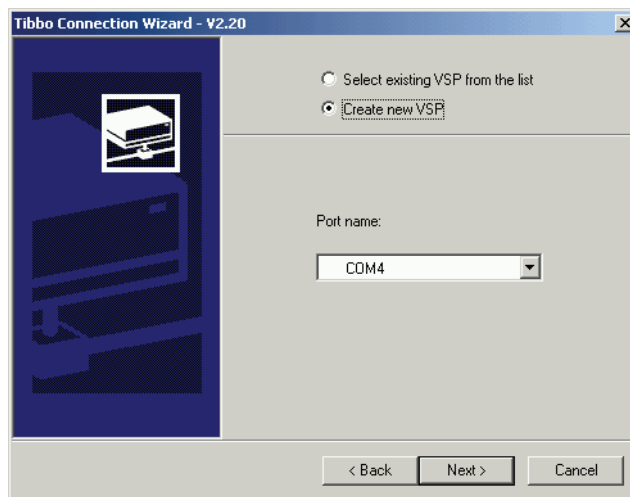 Tibbo Connection Wizard - V2.20
Select existing VSP from the list
Create new VSP
Port name:
COM4
< Back Next > Cancel